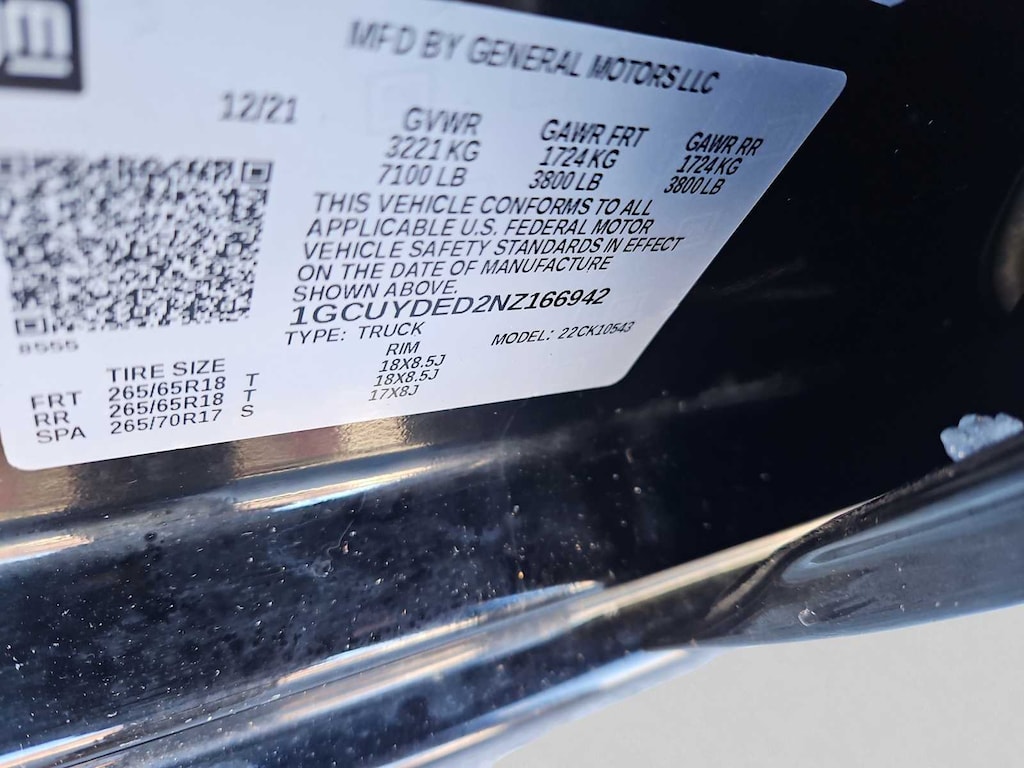 gm
MFD BY GENERAL MOTORS LLC
12/21
GVWR GAWR FRT GAWR RR
3221 KG 1724 KG 1724 KG
7100 LB 3800 LB 3800 LB
THIS VEHICLE CONFORMS TO ALL
APPLICABLE U.S. FEDERAL MOTOR
VEHICLE SAFETY STANDARDS IN EFFECT
ON THE DATE OF MANUFACTURE
SHOWN ABOVE.
1GCUYDED2NZ166942
TYPE: TRUCK MODEL: 22CK10543
8555
TIRE SIZE RIM
FRT 265/65R18 T 18X8.5J
RR 265/65R18 T 18X8.5J
SPA 265/70R17 S 17X8J